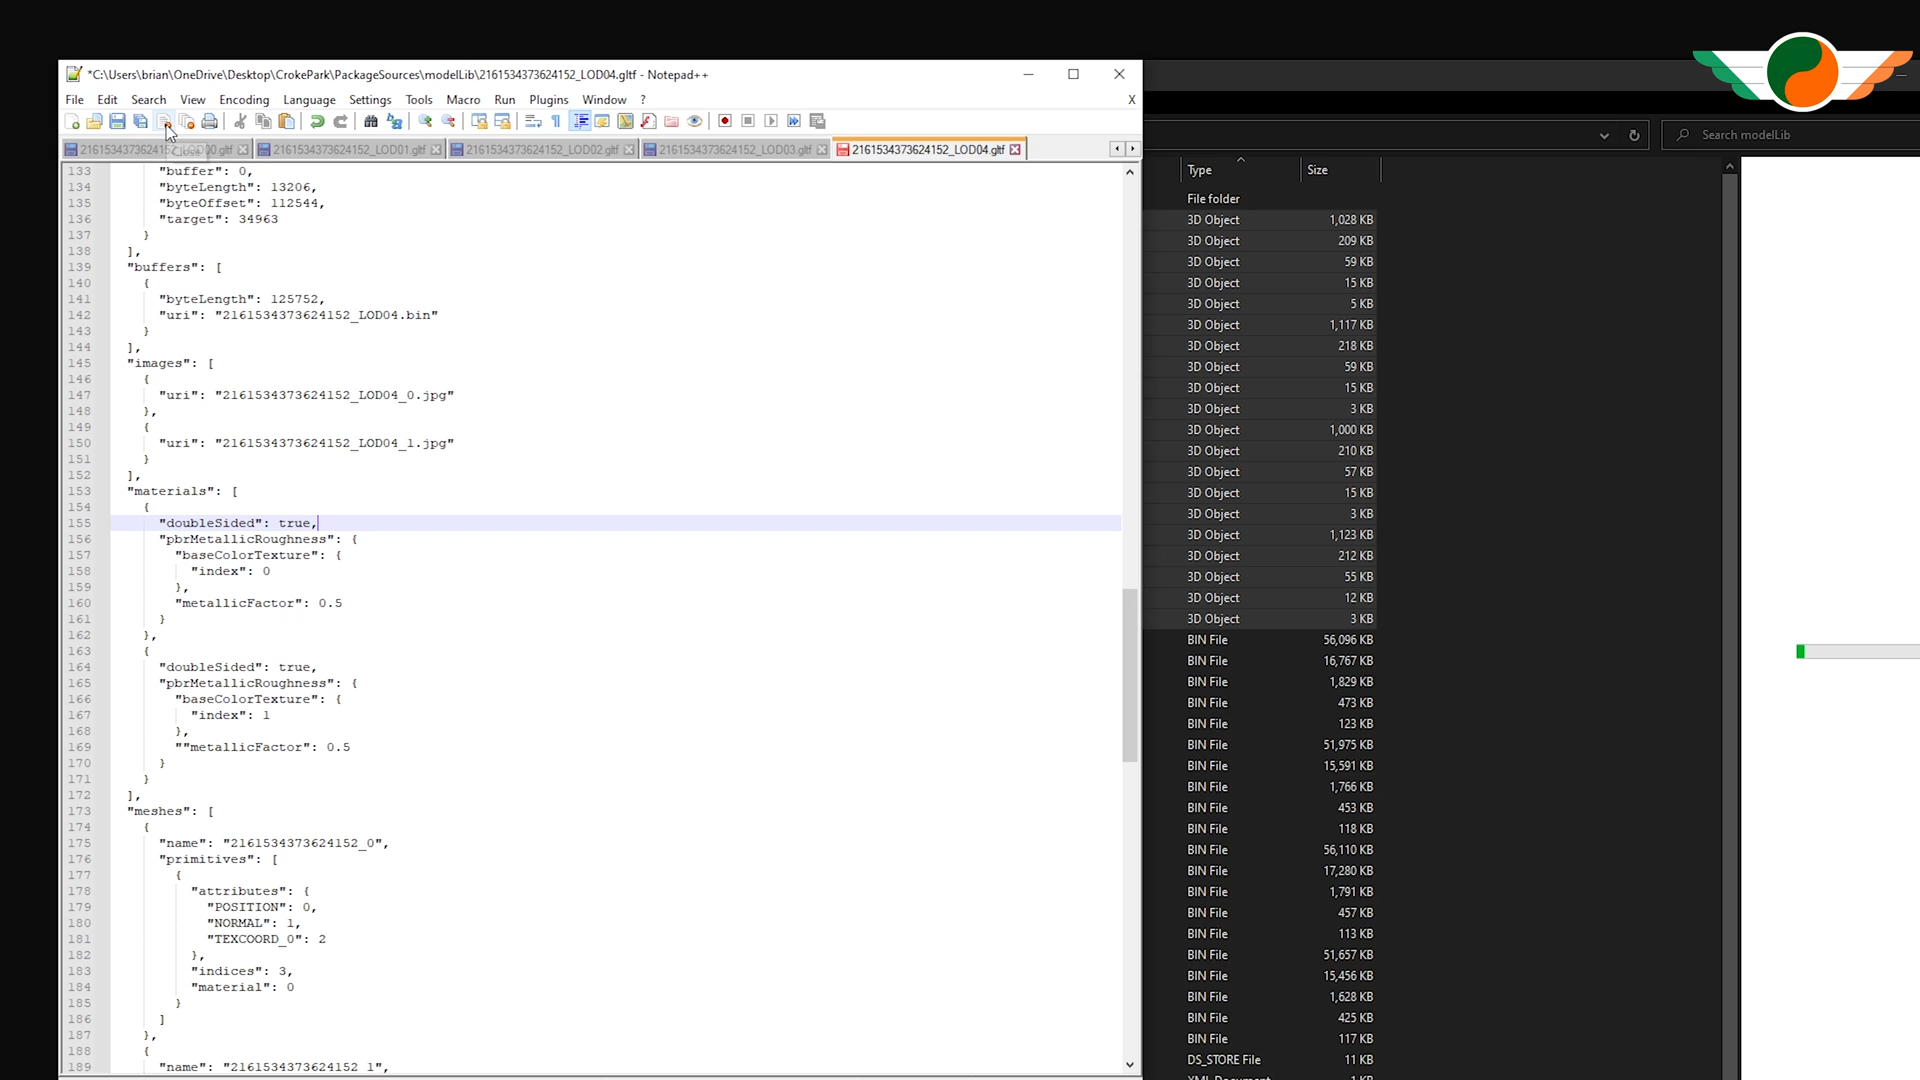 *C:\Users\brian\OneDrive\Desktop\CrokePark\PackageSources\modelLib\2161534373624152_LOD04.gltf - Notepad++
File Edit Search View Encoding Language Settings Tools Macro Run Plugins Window ? X
2161534373624152_LOD01.gltf 2161534373624152_LOD02.gltf 2161534373624152_LOD03.gltf 2161534373624152_LOD04.gltf
133 "buffer": 0,
134 "byteLength": 13206,
135 "byteOffset": 112544,
136 "target": 34963
137 }
138 ],
139 "buffers": [
140 {
141 "byteLength": 125752,
142 "uri": "2161534373624152_LOD04.bin"
143 }
144 ],
145 "images": [
146 {
147 "uri": "2161534373624152_LOD04_0.jpg"
148 },
149 {
150 "uri": "2161534373624152_LOD04_1.jpg"
151 }
152 ],
153 "materials": [
154 {
155 "doubleSided": true,
156 "pbrMetallicRoughness": {
157 "baseColorTexture": {
158 "index": 0
159 },
160 "metallicFactor": 0.5
161 }
162 },
163 {
164 "doubleSided": true,
165 "pbrMetallicRoughness": {
166 "baseColorTexture": {
167 "index": 1
168 },
169 ""metallicFactor": 0.5
170 }
171 }
172 ],
173 "meshes": [
174 {
175 "name": "2161534373624152_0",
176 "primitives": [
177 {
178 "attributes": {
179 "POSITION": 0,
180 "NORMAL": 1,
181 "TEXCOORD_0": 2
182 },
183 "indices": 3,
184 "material": 0
185 }
186 ]
187 },
188 {
189 "name": "2161534373624152_1",
Search modelLib
Type Size
File folder
3D Object 1,028 KB
3D Object 209 KB
3D Object 59 KB
3D Object 15 KB
3D Object 5 KB
3D Object 1,117 KB
3D Object 218 KB
3D Object 59 KB
3D Object 15 KB
3D Object 3 KB
3D Object 1,000 KB
3D Object 210 KB
3D Object 57 KB
3D Object 15 KB
3D Object 3 KB
3D Object 1,123 KB
3D Object 212 KB
3D Object 55 KB
3D Object 12 KB
3D Object 3 KB
BIN File 56,096 KB
BIN File 16,767 KB
BIN File 1,829 KB
BIN File 473 KB
BIN File 123 KB
BIN File 51,975 KB
BIN File 15,591 KB
BIN File 1,766 KB
BIN File 453 KB
BIN File 118 KB
BIN File 56,110 KB
BIN File 17,280 KB
BIN File 1,791 KB
BIN File 457 KB
BIN File 113 KB
BIN File 51,657 KB
BIN File 15,456 KB
BIN File 1,628 KB
BIN File 425 KB
BIN File 117 KB
DS_STORE File 11 KB